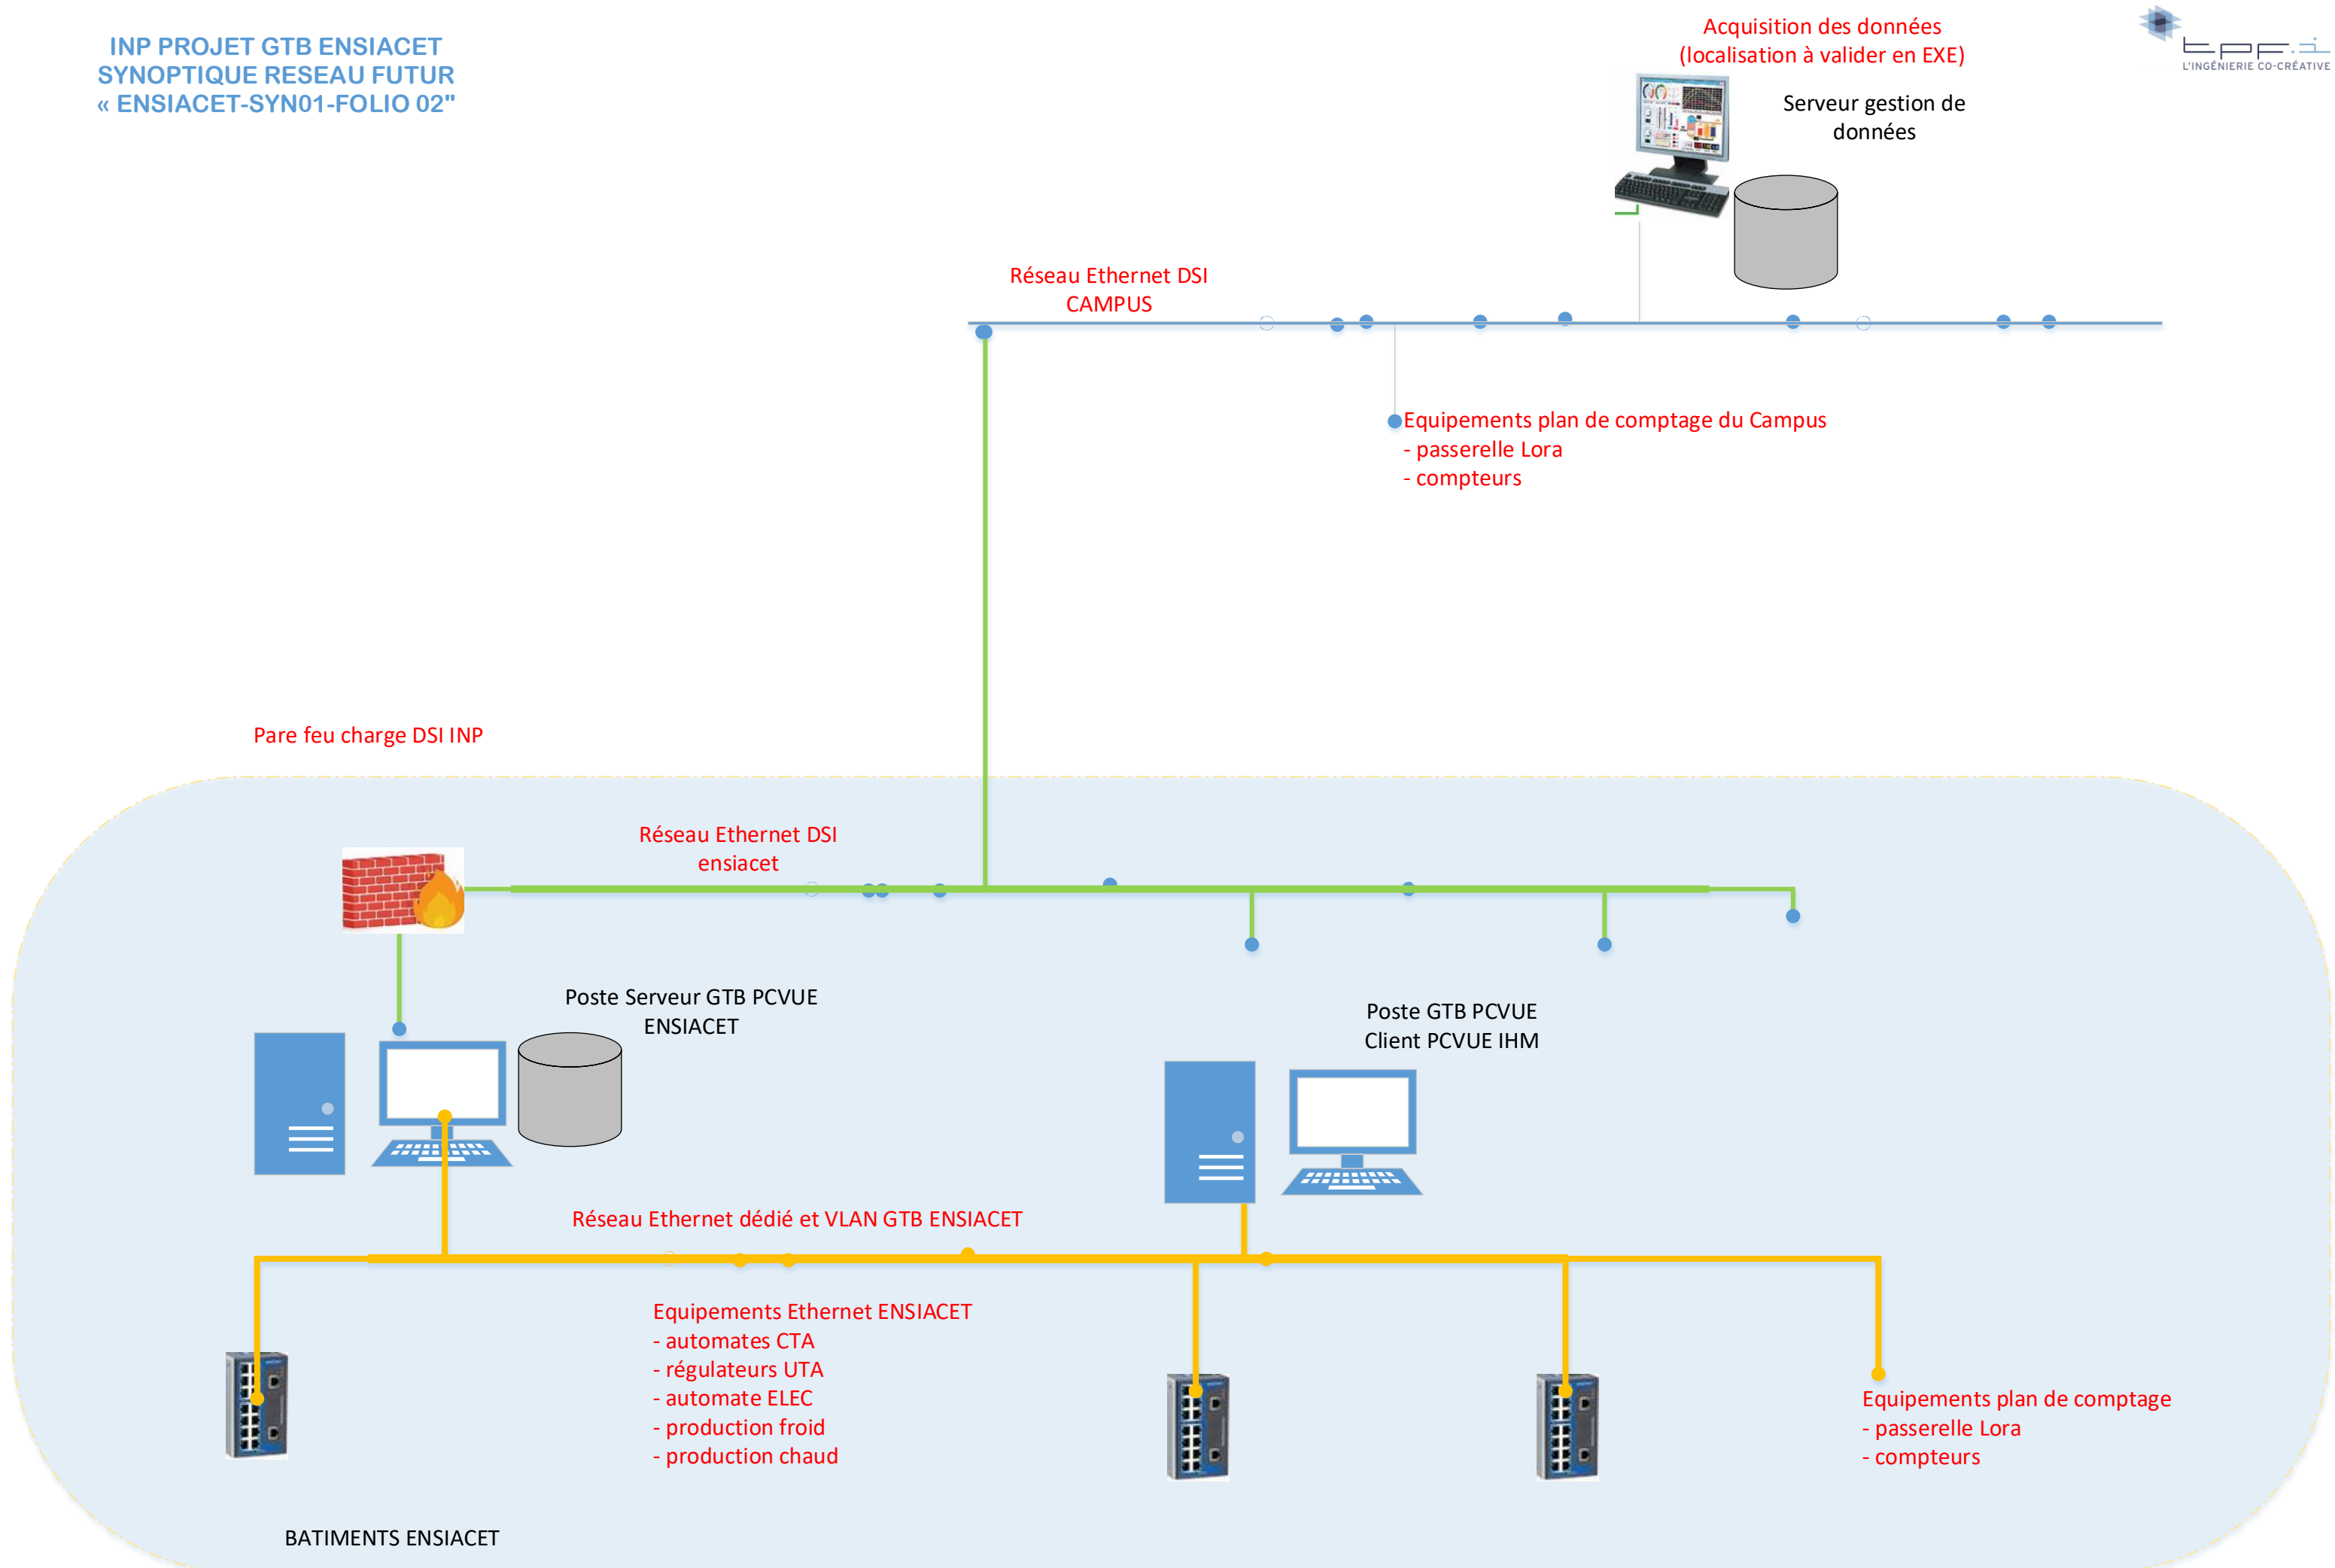 INP PROJET GTB ENSIACET
SYNOPTIQUE RESEAU FUTUR
« ENSIACET-SYN01-FOLIO 02"
Acquisition des données
(localisation à valider en EXE)
tpf.i
L'INGÉNIERIE CO-CRÉATIVE
Serveur gestion de
données
Réseau Ethernet DSI
CAMPUS
Equipements plan de comptage du Campus
- passerelle Lora
- compteurs
Pare feu charge DSI INP
Réseau Ethernet DSI
ensiacet
Poste Serveur GTB PCVUE
ENSIACET
Poste GTB PCVUE
Client PCVUE IHM
Réseau Ethernet dédié et VLAN GTB ENSIACET
Equipements Ethernet ENSIACET
- automates CTA
- régulateurs UTA
- automate ELEC
- production froid
- production chaud
Equipements plan de comptage
- passerelle Lora
- compteurs
BATIMENTS ENSIACET